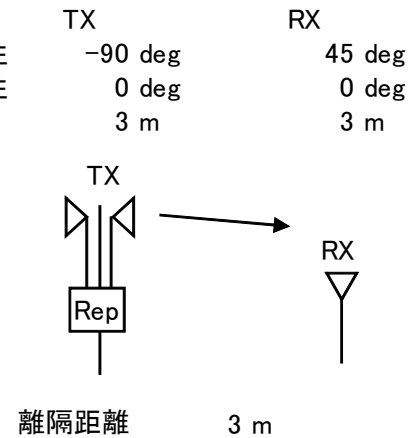 TX RX
-90 deg 45 deg
0 deg 0 deg
3 m 3 m
TX
RX
Rep
離隔距離 3 m